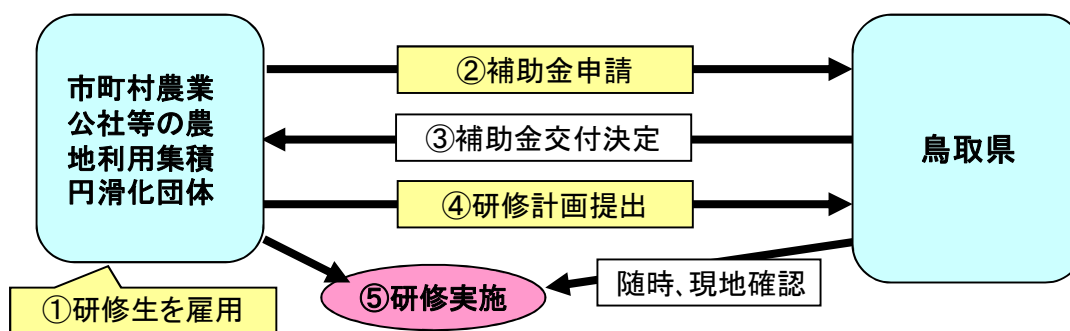 市町村農業
公社等の農
地利用集積
円滑化団体
②補助金申請
③補助金交付決定
④研修計画提出
鳥取県
①研修生を雇用
⑤研修実施
随時、現地確認